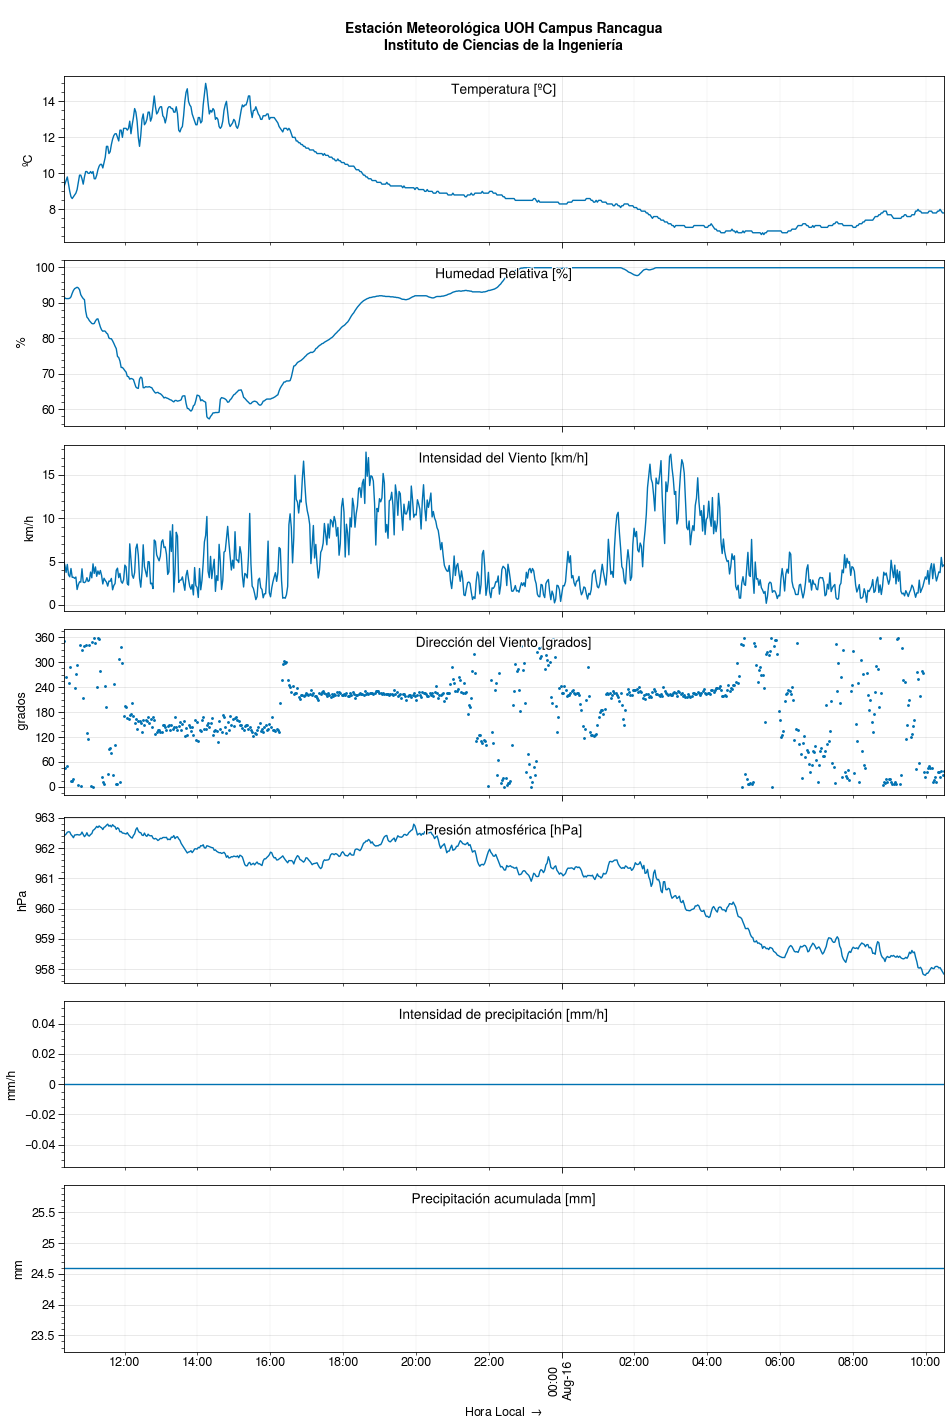 Estación Meteorológica UOH Campus Rancagua
Instituto de Ciencias de la Ingeniería
Temperatura [ºC]
ºC
14
12
10
8
Humedad Relativa [%]
%
100
90
80
70
60
Intensidad del Viento [km/h]
km/h
15
10
5
0
Dirección del Viento [grados]
grados
360
300
240
180
120
60
0
Presión atmosférica [hPa]
hPa
963
962
961
960
959
958
Intensidad de precipitación [mm/h]
mm/h
0.04
0.02
0
−0.02
−0.04
Precipitación acumulada [mm]
mm
25.5
25
24.5
24
23.5
12:00 14:00 16:00 18:00 20:00 22:00 00:00 02:00 04:00 06:00 08:00 10:00
Aug-16
Hora Local →